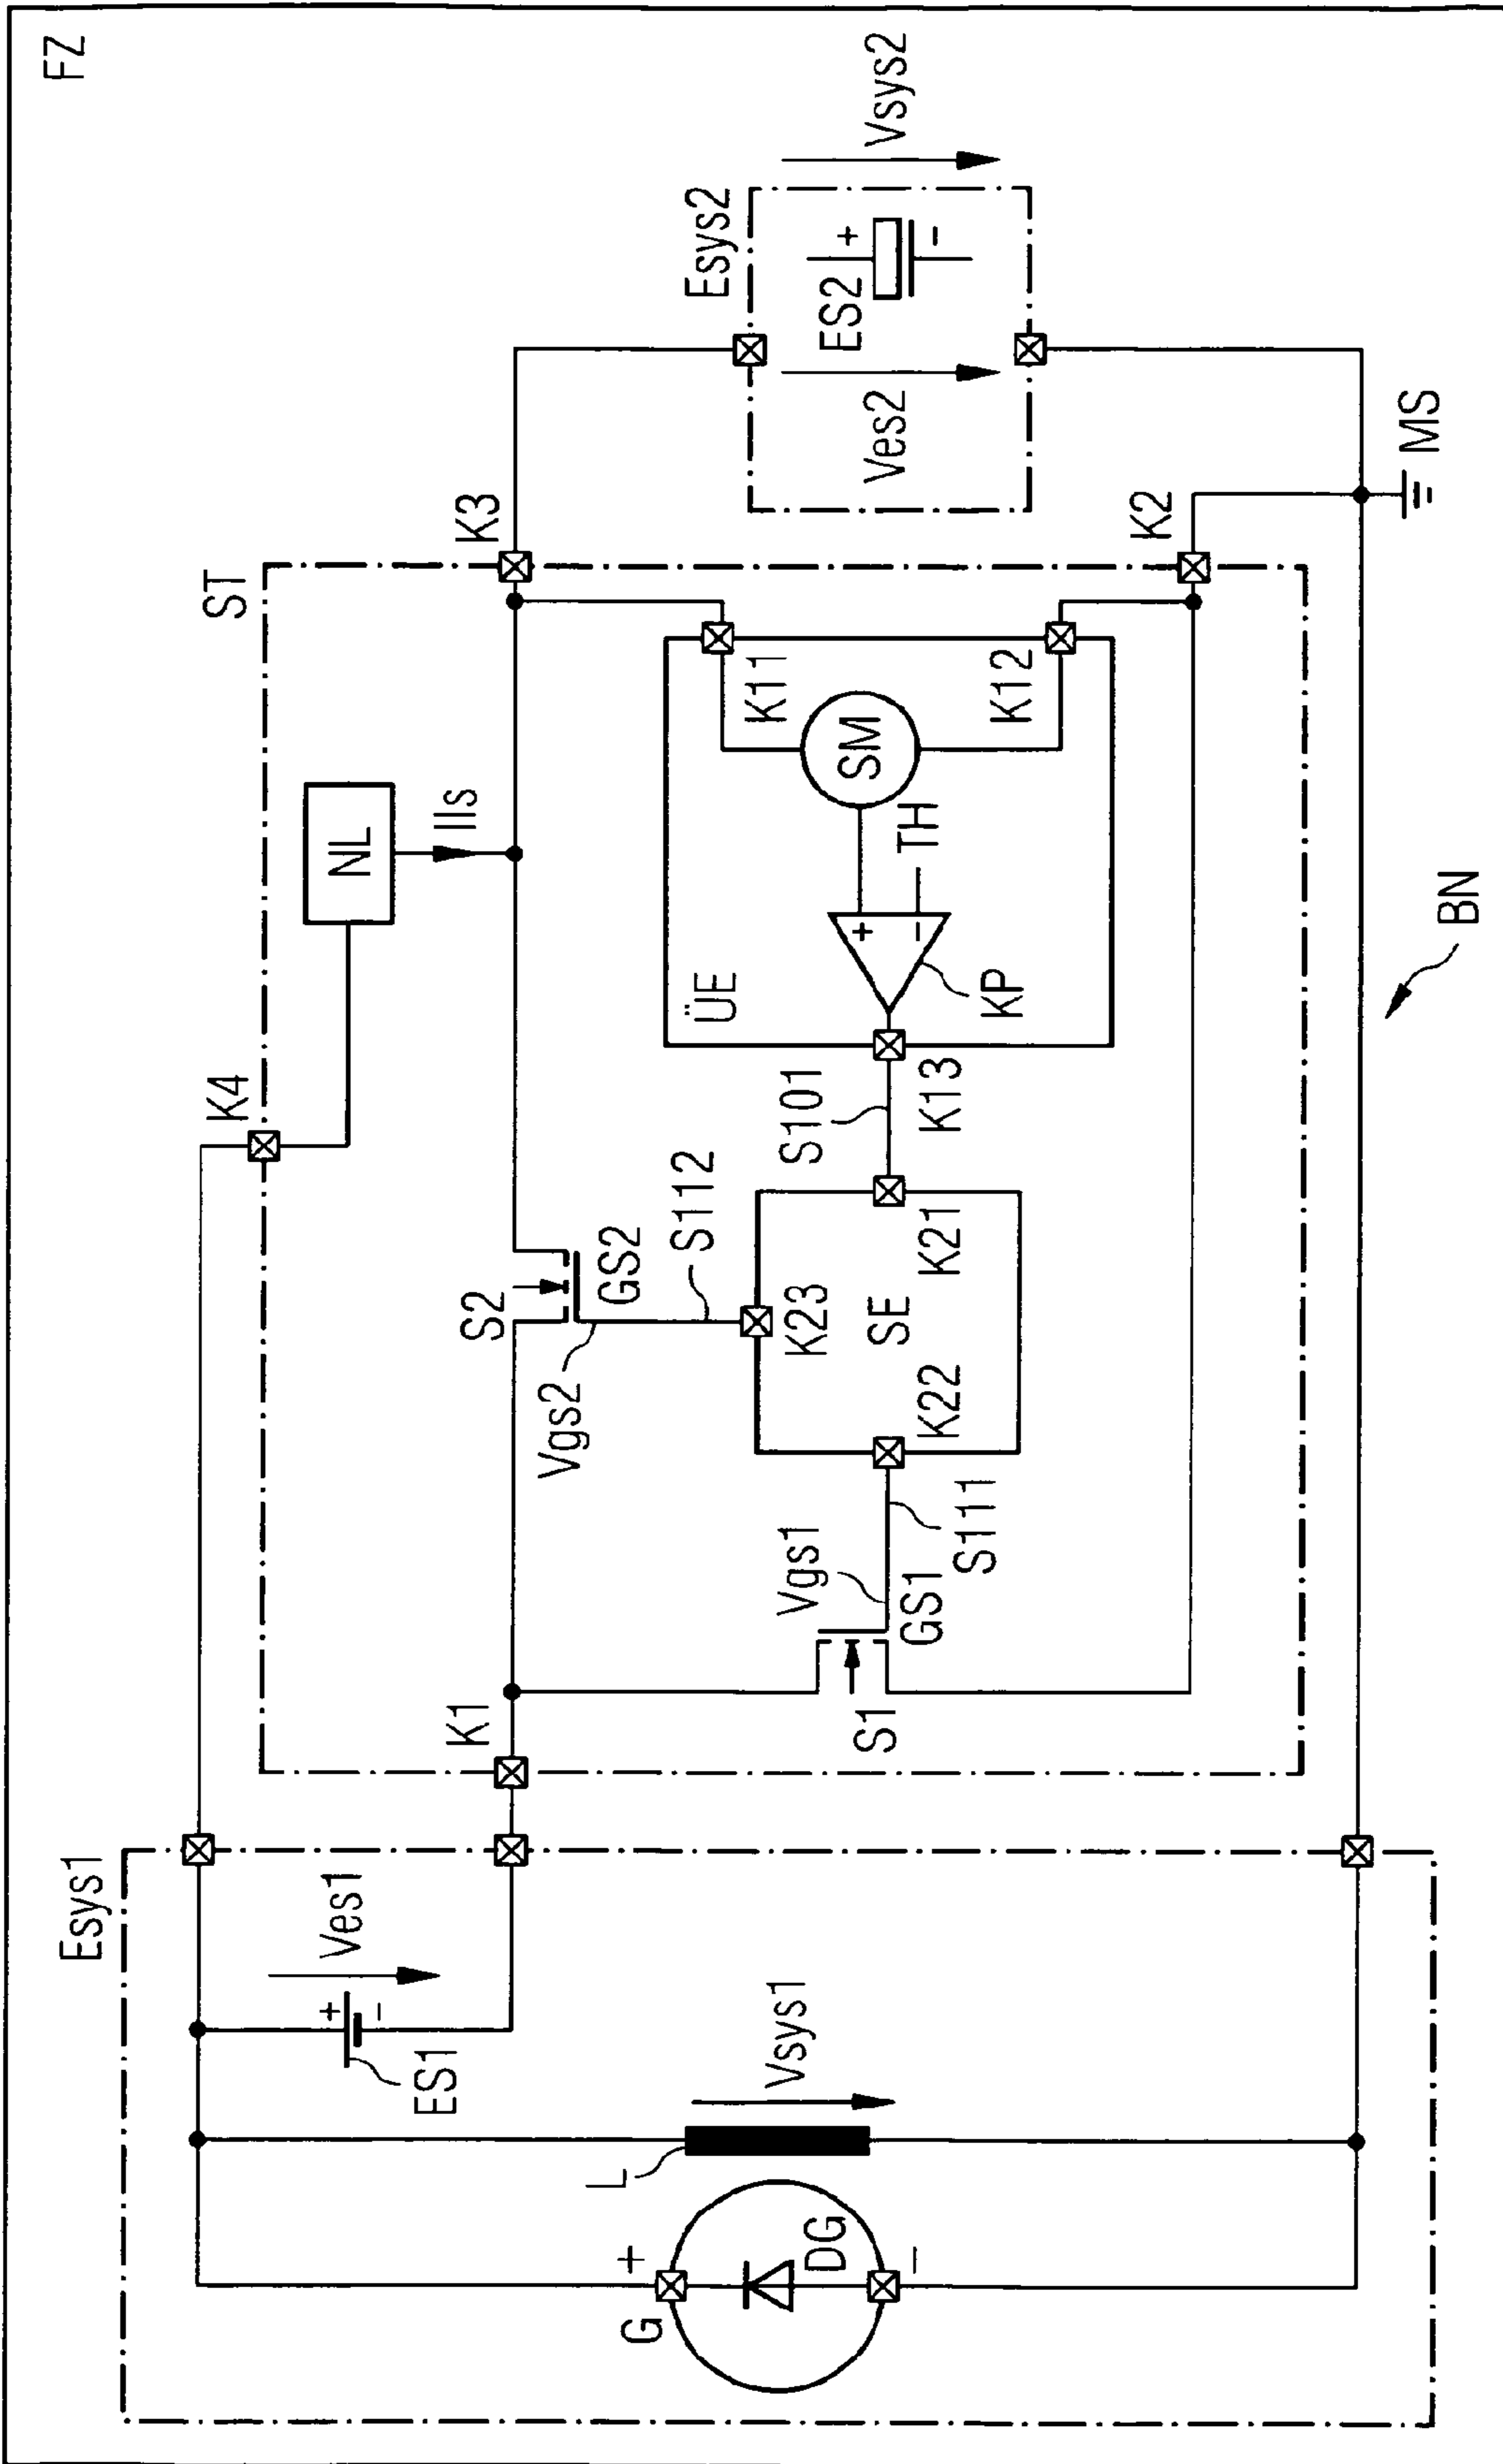 FZ
Esys1
Ves1
+
−
ES1
Vsys1
L
G
+
DG
−
K1
K4
ST
NL
IIs
K3
S2
GS2
Vgs2
S112
K23
SE
K21
K22
Vgs1
S111
GS1
S1
S101
K13
ÜE
KP
+
−
TH
SM
K11
K12
K2
Esys2
Vsys2
ES2
+
−
Ves2
MS
BN